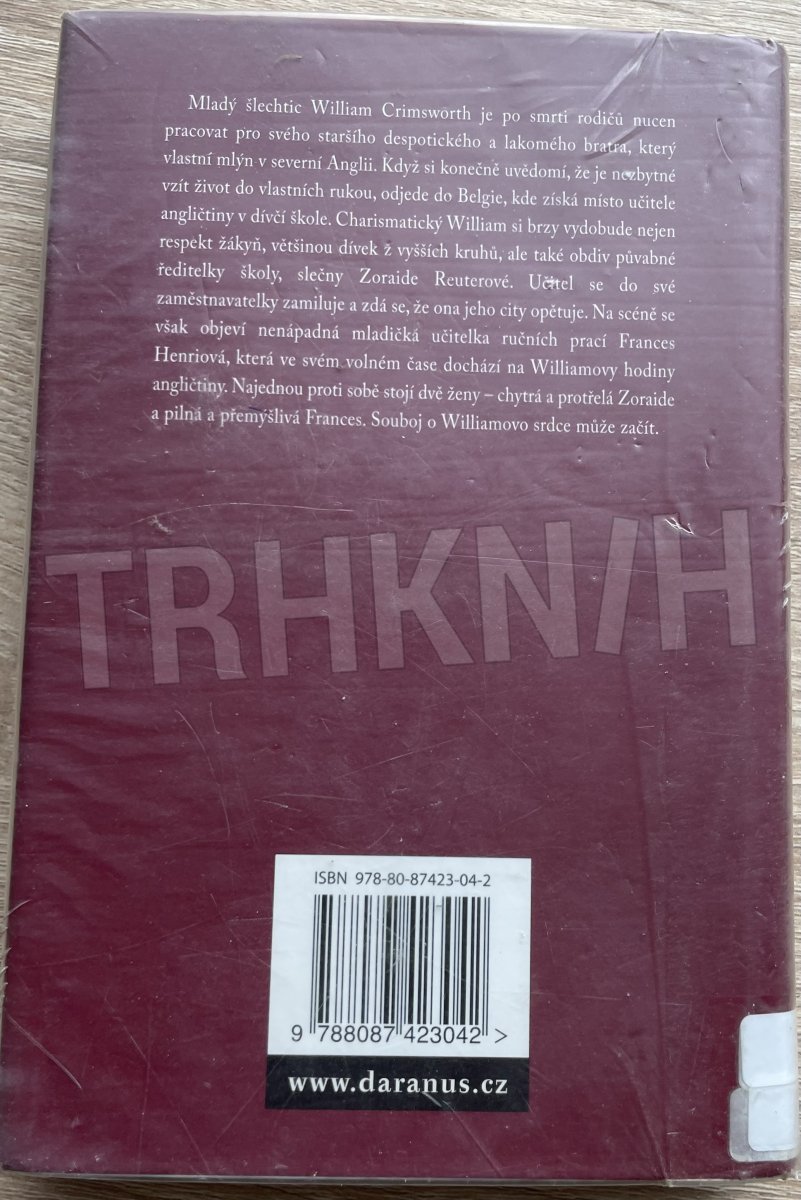 Mladý šlechtic William Crimsworth je po smrti rodičů nucen
pracovat pro svého staršího despotického a lakomého bratra, který
vlastní mlýn v severní Anglii. Když si konečně uvědomí, že je nezbytné
vzít život do vlastních rukou, odjede do Belgie, kde získá místo učitele
angličtiny v dívčí škole. Charismatický William si brzy vydobude nejen
respekt žákyň, většinou dívek z vyšších kruhů, ale také obdiv půvabné
ředitelky školy, slečny Zoraide Reuterové. Učitel se do své
zaměstnavatelky zamiluje a zdá se, že ona jeho city opětuje. Na scéně se
však objeví nenápadná mladičká učitelka ručních prací Frances
Henriová, která ve svém volném čase dochází na Williamovy hodiny
angličtiny. Najednou proti sobě stojí dvě ženy – chytrá a protřelá Zoraide
a pilná a přemýšlivá Frances. Souboj o Williamovo srdce může začít.
TRHKNIH
ISBN 978-80-87423-04-2
9 788087 423042 >
www.daranus.cz